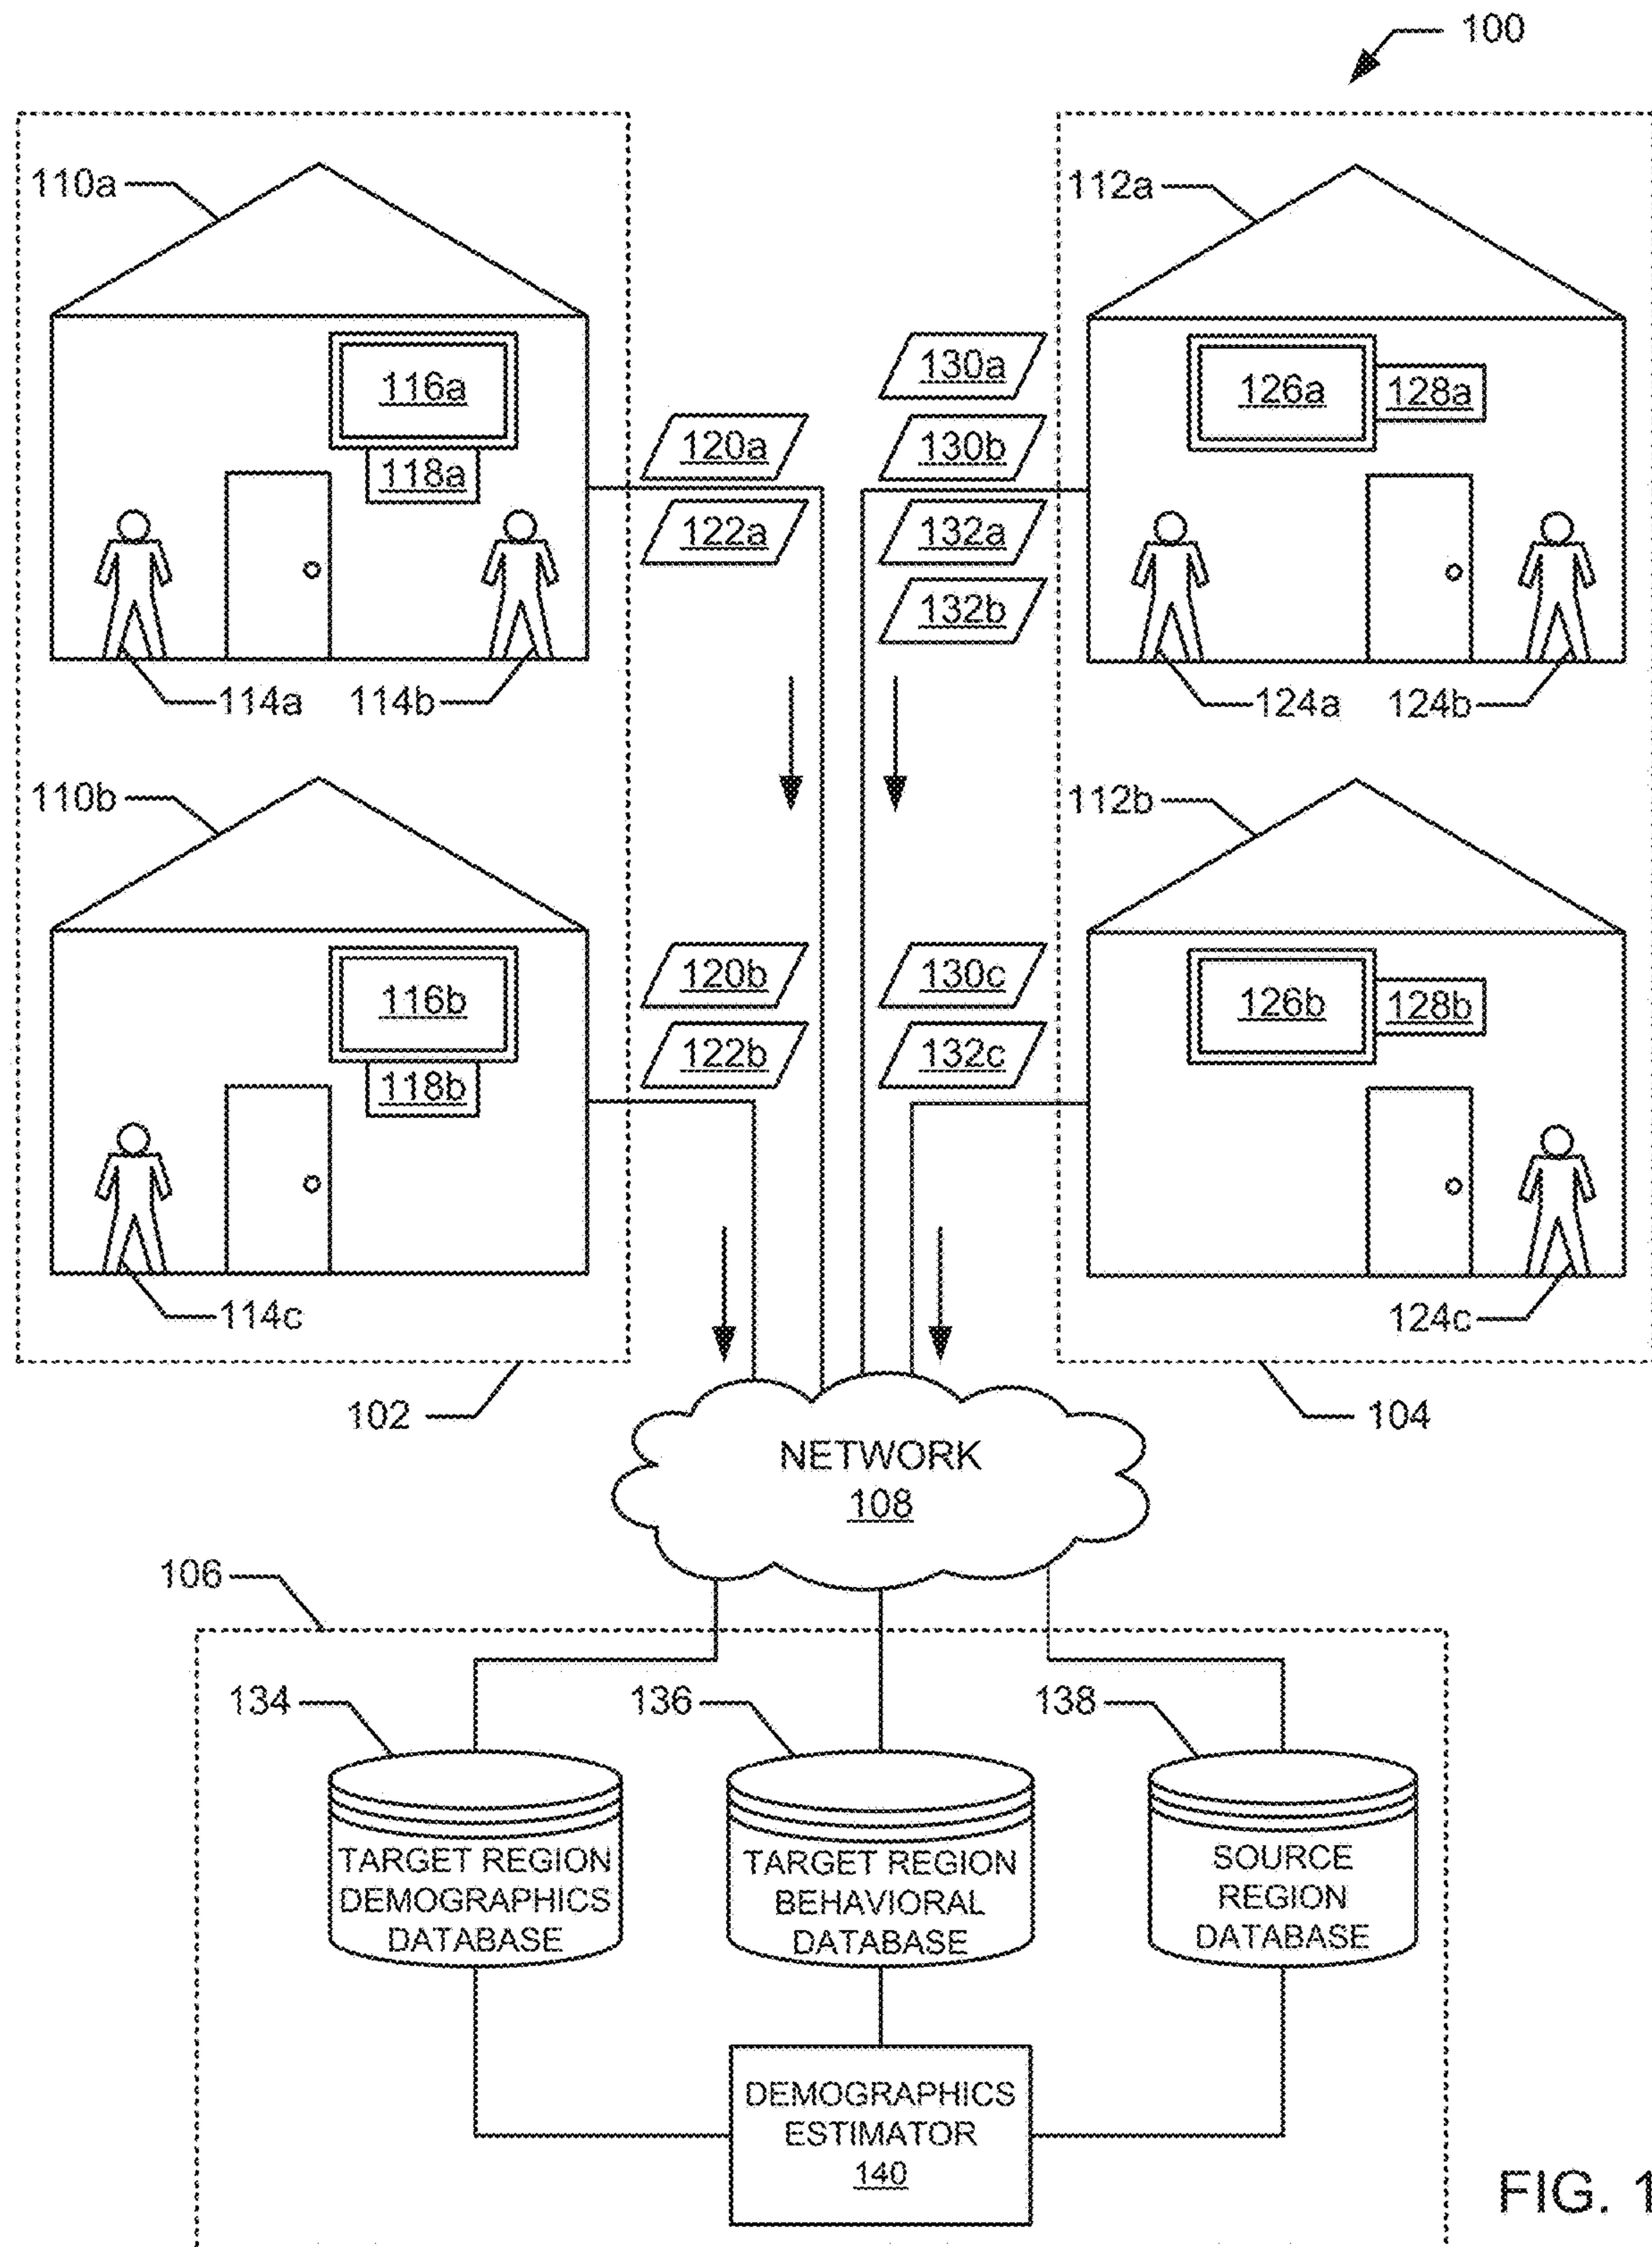 100
110a
112a
116a
118a
120a
122a
130a
130b
132a
132b
126a
128a
114a
114b
124a
124b
110b
112b
116b
118b
120b
122b
130c
132c
126b
128b
114c
124c
102
104
NETWORK
108
106
134
136
138
TARGET REGION
DEMOGRAPHICS
DATABASE
TARGET REGION
BEHAVIORAL
DATABASE
SOURCE
REGION
DATABASE
DEMOGRAPHICS
ESTIMATOR
140
FIG. 1